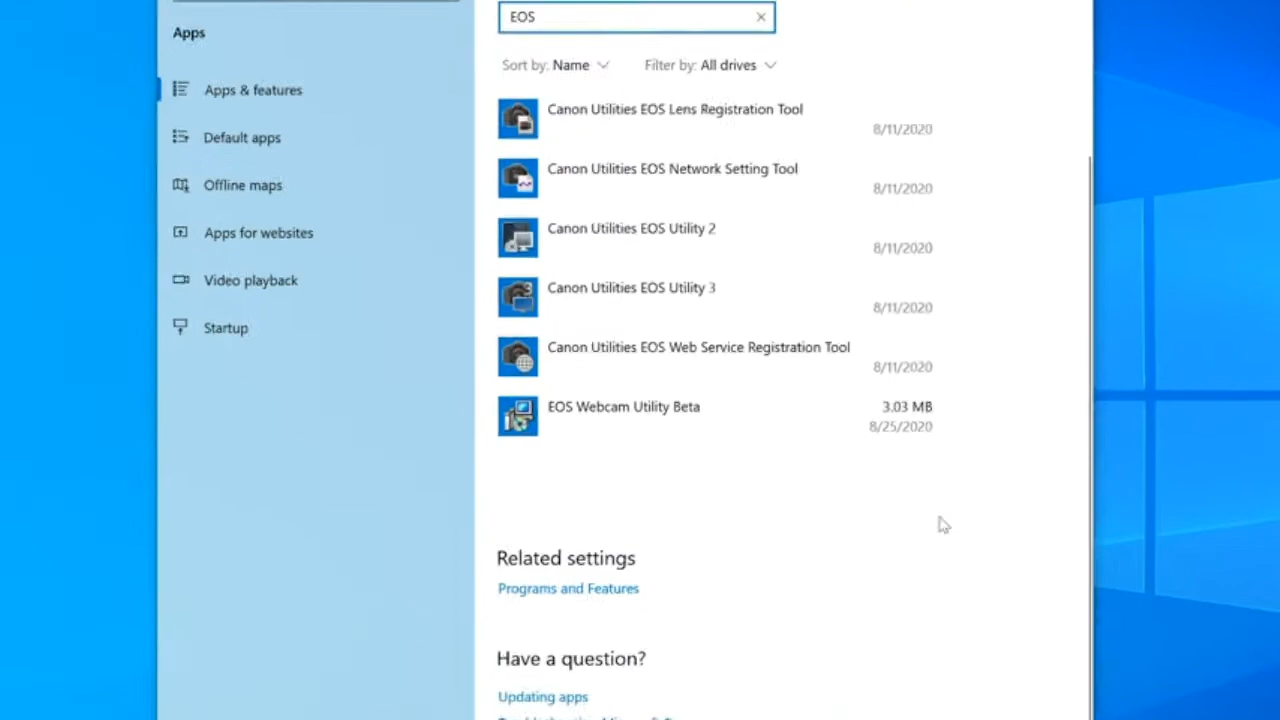 EOS
Apps
Sort by: Name
Filter by: All drives
Apps & features
Canon Utilities EOS Lens Registration Tool
8/11/2020
Default apps
Canon Utilities EOS Network Setting Tool
8/11/2020
Offline maps
Canon Utilities EOS Utility 2
8/11/2020
Apps for websites
Canon Utilities EOS Utility 3
8/11/2020
Video playback
3
Startup
Canon Utilities EOS Web Service Registration Tool
8/11/2020
EOS Webcam Utility Beta
3.03 MB
8/25/2020
Related settings
Programs and Features
Have a question?
Updating apps